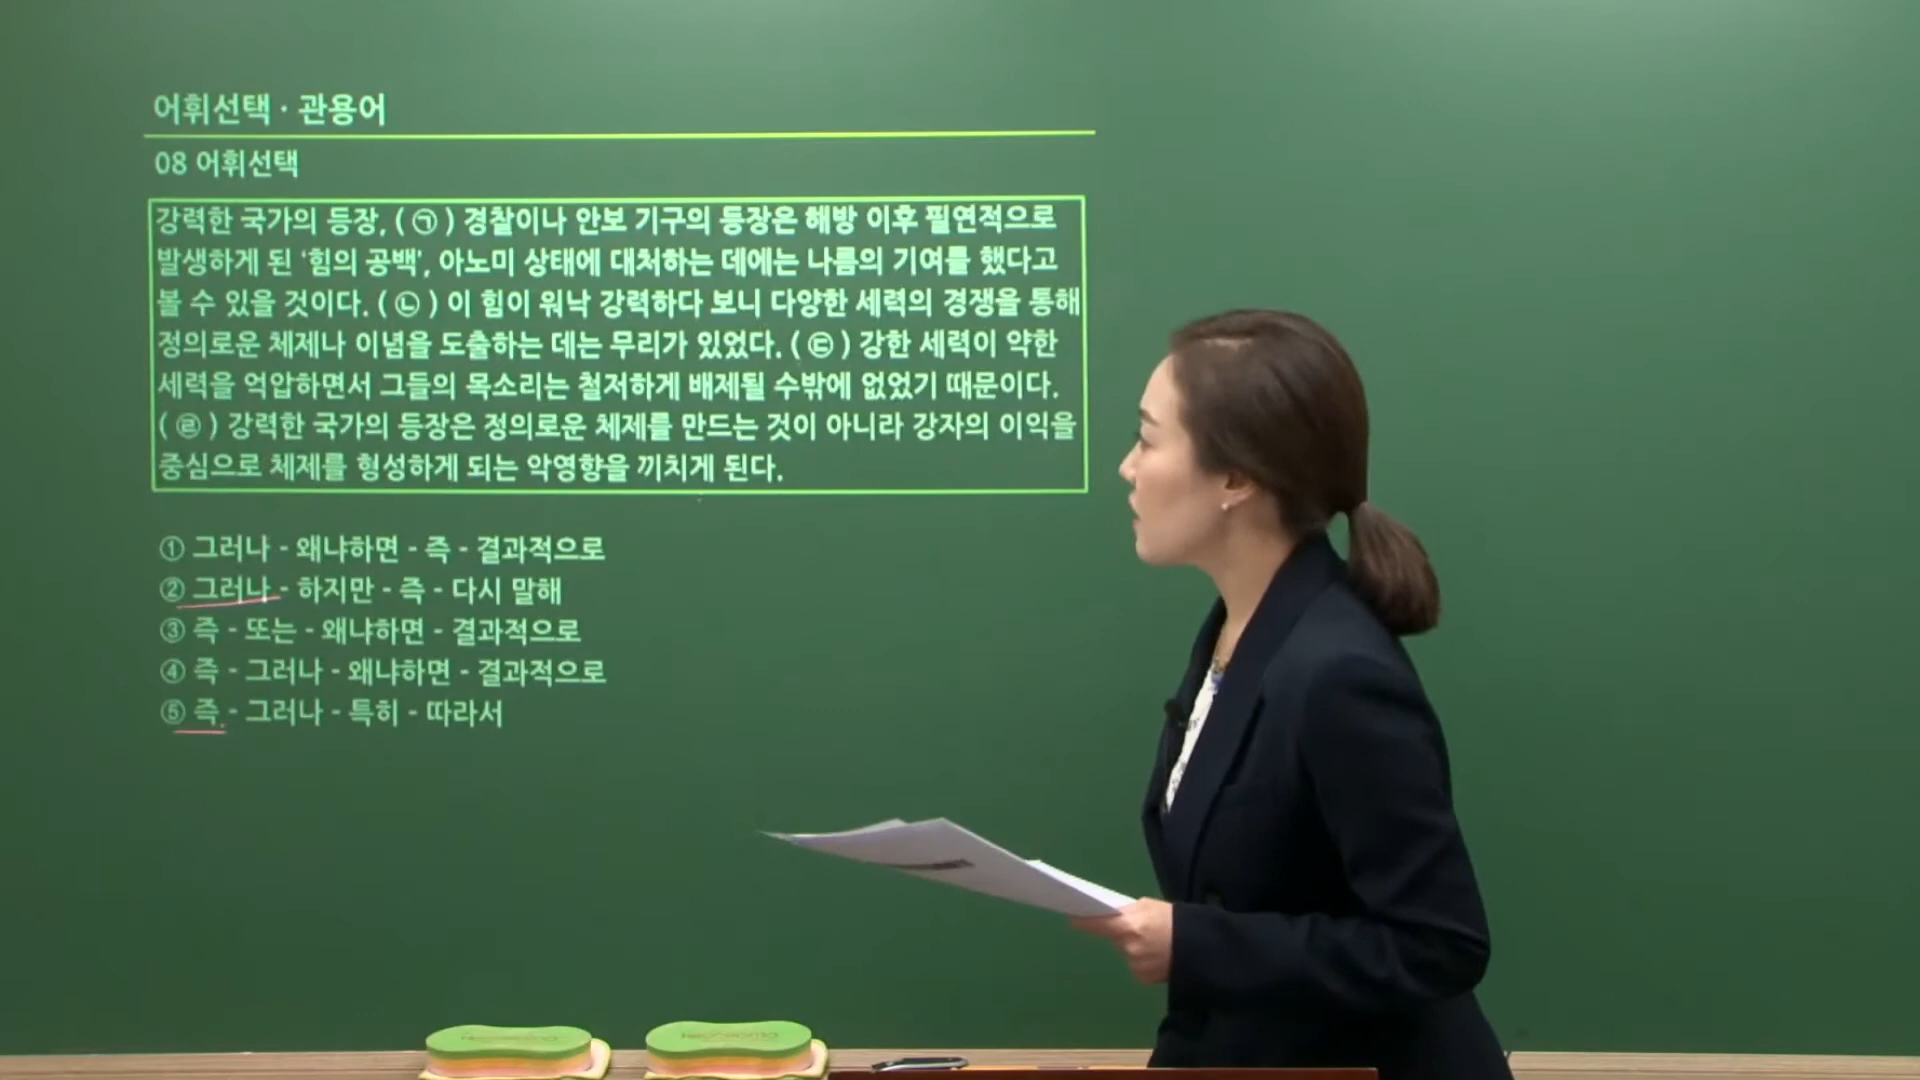 어휘선택 · 관용어
08 어휘선택
강력한 국가의 등장, ( ㉠ ) 경찰이나 안보 기구의 등장은 해방 이후 필연적으로
발생하게 된 '힘의 공백', 아노미 상태에 대처하는 데에는 나름의 기여를 했다고
볼 수 있을 것이다. ( ㉡ ) 이 힘이 워낙 강력하다 보니 다양한 세력의 경쟁을 통해
정의로운 체제나 이념을 도출하는 데는 무리가 있었다. ( ㉢ ) 강한 세력이 약한
세력을 억압하면서 그들의 목소리는 철저하게 배제될 수밖에 없었기 때문이다.
( ㉣ ) 강력한 국가의 등장은 정의로운 체제를 만드는 것이 아니라 강자의 이익을
중심으로 체제를 형성하게 되는 악영향을 끼치게 된다.
① 그러나 - 왜냐하면 - 즉 - 결과적으로
② 그러나 - 하지만 - 즉 - 다시 말해
③ 즉 - 또는 - 왜냐하면 - 결과적으로
④ 즉 - 그러나 - 왜냐하면 - 결과적으로
⑤ 즉 - 그러나 - 특히 - 따라서